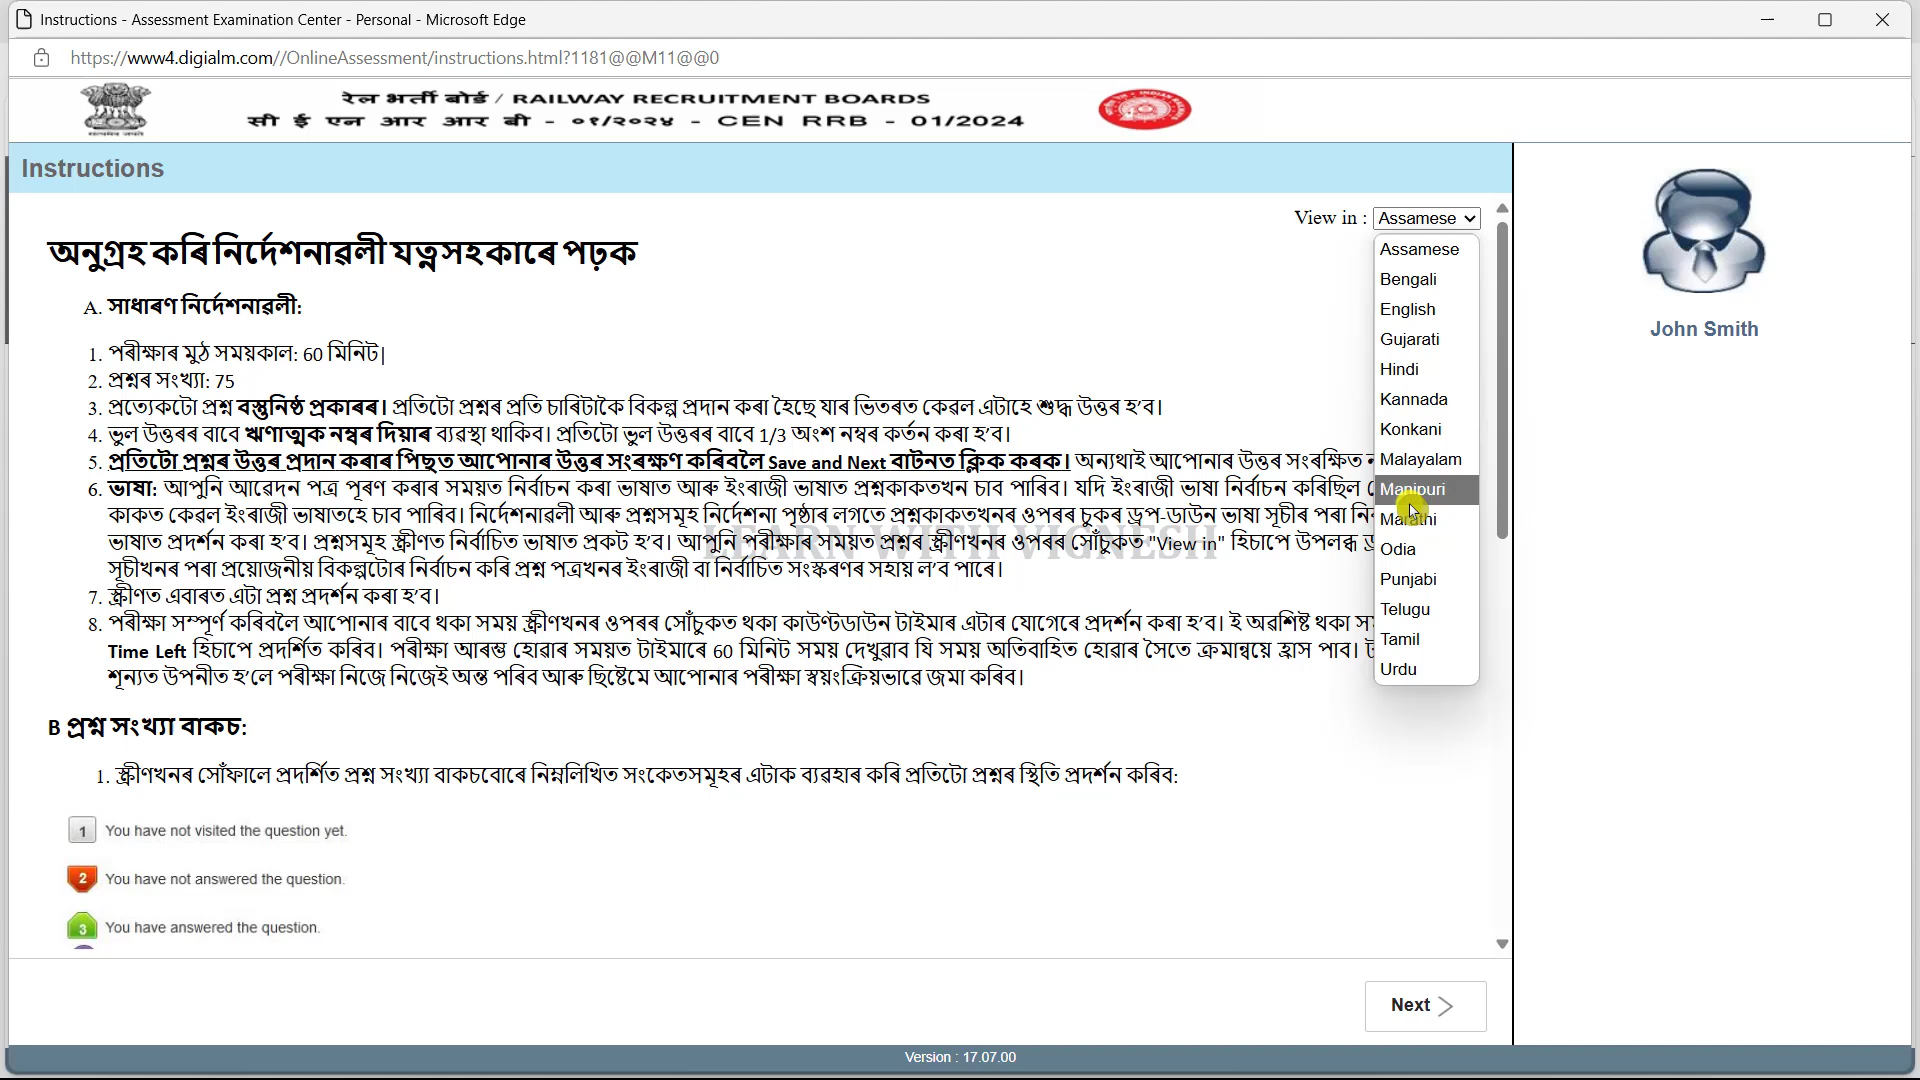 Instructions - Assessment Examination Center - Personal - Microsoft Edge
https://www4.digialm.com//OnlineAssessment/instructions.html?1181@@M11@@0
रेल भर्ती बोर्ड / RAILWAY RECRUITMENT BOARDS
सी ई एन आर आर बी - ०१/२०२४ - CEN RRB - 01/2024
Instructions
View in : Assamese
অনুগ্ৰহ কৰি নিৰ্দেশনাৱলী যত্নসহকাৰে পঢ়ক
A. সাধাৰণ নিৰ্দেশনাৱলী:
1. পৰীক্ষাৰ মুঠ সময়কাল: 60 মিনিট|
2. প্ৰশ্নৰ সংখ্যা: 75
3. প্ৰত্যেকটো প্ৰশ্ন বস্তুনিষ্ঠ প্ৰকাৰৰ। প্ৰতিটো প্ৰশ্নৰ প্ৰতি চাৰিটাকৈ বিকল্প প্ৰদান কৰা হৈছে যাৰ ভিতৰত কেৱল এটাহে শুদ্ধ উত্তৰ হ’ব।
4. ভুল উত্তৰৰ বাবে ঋণাত্মক নম্বৰ দিয়াৰ ব্যৱস্থা থাকিব। প্ৰতিটো ভুল উত্তৰৰ বাবে 1/3 অংশ নম্বৰ কৰ্তন কৰা হ’ব।
5. প্ৰতিটো প্ৰশ্নৰ উত্তৰ প্ৰদান কৰাৰ পিছত আপোনাৰ উত্তৰ সংৰক্ষণ কৰিবলৈ Save and Next বাটনত ক্লিক কৰক। অন্যথাই আপোনাৰ উত্তৰ সংৰক্ষিত
6. ভাষা: আপুনি আৱেদন পত্ৰ পূৰণ কৰাৰ সময়ত নিৰ্বাচন কৰা ভাষাত আৰু ইংৰাজী ভাষাত প্ৰশ্নকাকতখন চাব পাৰিব। যদি ইংৰাজী ভাষা নিৰ্বাচন কৰিছিল
কাকত কেৱল ইংৰাজী ভাষাতহে চাব পাৰিব। নিৰ্দেশনাৱলী আৰু প্ৰশ্নসমূহ নিৰ্দেশনা পৃষ্ঠাৰ লগতে প্ৰশ্নকাকতখনৰ ওপৰৰ চুকৰ ড্ৰপ-ডাউন ভাষা সূচীৰ পৰা
ভাষাত প্ৰদৰ্শন কৰা হ’ব। প্ৰশ্নসমূহ স্ক্ৰীণত নিৰ্বাচিত ভাষাত প্ৰকট হ’ব। আপুনি পৰীক্ষাৰ সময়ত প্ৰশ্নৰ স্ক্ৰীণখনৰ ওপৰৰ সোঁচুকত "View in" হিচাপে উপলব্ধ
সূচীখনৰ পৰা প্ৰয়োজনীয় বিকল্পটোৰ নিৰ্বাচন কৰি প্ৰশ্ন পত্ৰখনৰ ইংৰাজী বা নিৰ্বাচিত সংস্কৰণৰ সহায় ল’ব পাৰে।
LEARN WITH VIGNESH
7. স্ক্ৰীণত এবাৰত এটা প্ৰশ্ন প্ৰদৰ্শন কৰা হ’ব।
8. পৰীক্ষা সম্পূৰ্ণ কৰিবলৈ আপোনাৰ বাবে থকা সময় স্ক্ৰীণখনৰ ওপৰৰ সোঁচুকত থকা কাউণ্টডাউন টাইমাৰ এটাৰ যোগেৰে প্ৰদৰ্শন কৰা হ’ব। ই অৱশিষ্ট থকা
Time Left হিচাপে প্ৰদৰ্শিত কৰিব। পৰীক্ষা আৰম্ভ হোৱাৰ সময়ত টাইমাৰে 60 মিনিট সময় দেখুৱাব যি সময় অতিবাহিত হোৱাৰ সৈতে ক্ৰমান্বয়ে হ্ৰাস পাব।
শূন্যত উপনীত হ’লে পৰীক্ষা নিজে নিজেই অন্ত পৰিব আৰু ছিষ্টেমে আপোনাৰ পৰীক্ষা স্বয়ংক্ৰিয়ভাৱে জমা কৰিব।
B প্ৰশ্ন সংখ্যা বাকচ:
1. স্ক্ৰীণখনৰ সোঁফালে প্ৰদৰ্শিত প্ৰশ্ন সংখ্যা বাকচবোৰে নিম্নলিখিত সংকেতসমূহৰ এটাক ব্যৱহাৰ কৰি প্ৰতিটো প্ৰশ্নৰ স্থিতি প্ৰদৰ্শন কৰিব:
1 You have not visited the question yet.
2 You have not answered the question.
3 You have answered the question.
Assamese
Bengali
English
Gujarati
Hindi
Kannada
Konkani
Malayalam
Manipuri
Marathi
Odia
Punjabi
Telugu
Tamil
Urdu
John Smith
Next
Version : 17.07.00